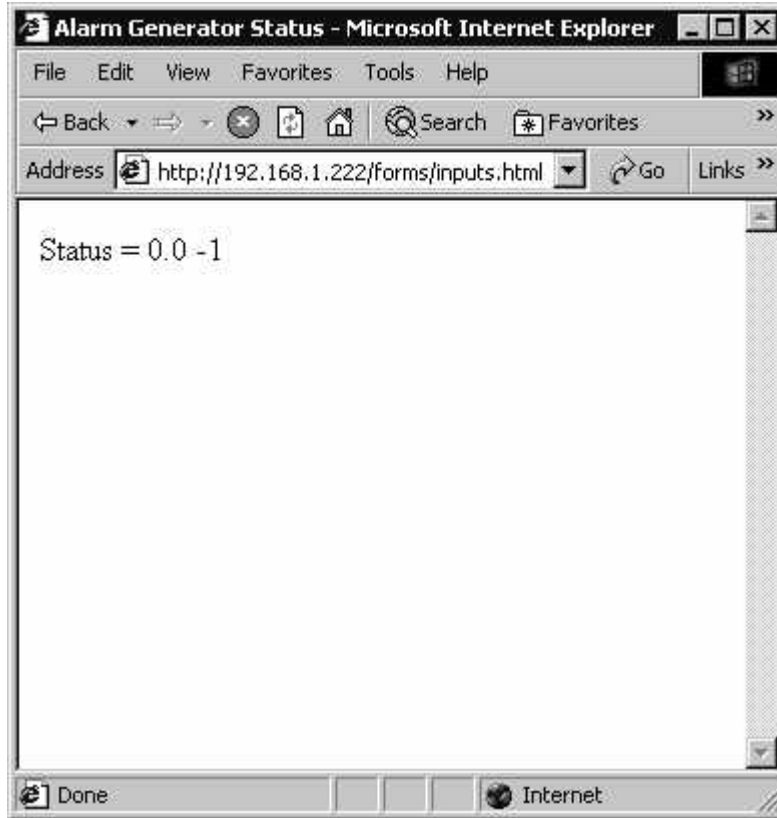 Alarm Generator Status - Microsoft Internet Explorer
File Edit View Favorites Tools Help
Back Search Favorites »
Address http://192.168.1.222/forms/inputs.html Go Links »
Status = 0.0 -1
Done Internet